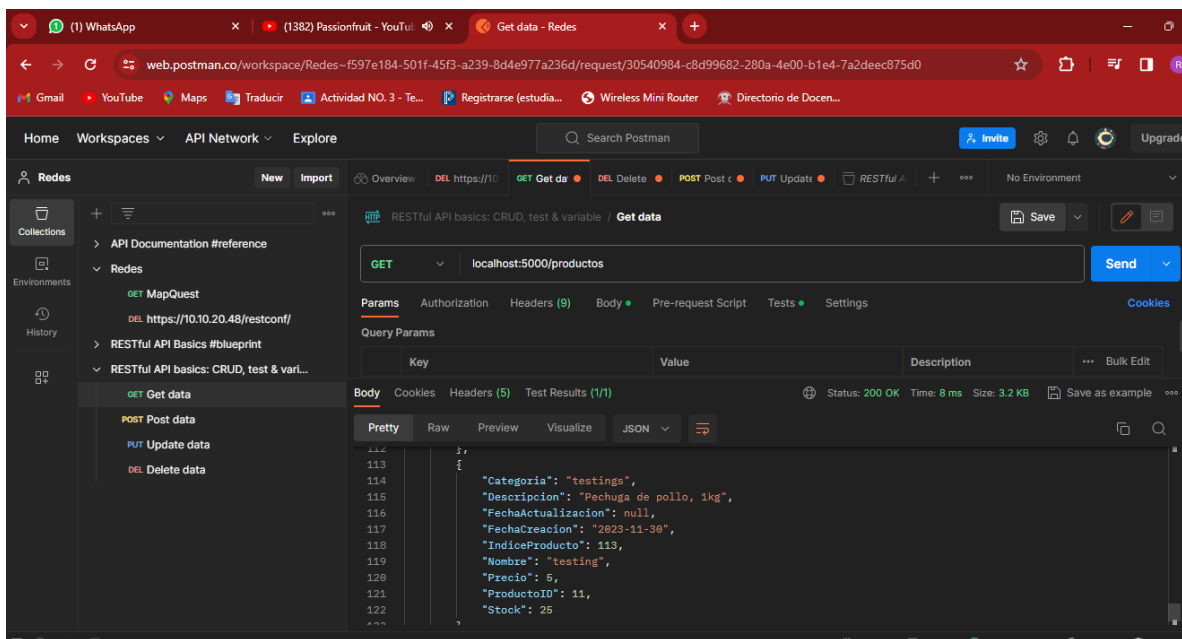 (1) WhatsApp
(1382) Passionfruit - YouTu
Get data - Redes
web.postman.co/workspace/Redes~f597e184-501f-45f3-a239-8d4e977a236d/request/30540984-c8d99682-280a-4e00-b1e4-7a2deec875d0
Gmail YouTube Maps Traducir Actividad NO. 3 - Te... Registrarse (estudia... Wireless Mini Router Directorio de Docen...
Home Workspaces API Network Explore Search Postman Invite Upgrade
Redes New Import Overview DEL https://10 GET Get da DEL Delete POST Post c PUT Update RESTful A No Environment
Collections
Environments
History
API Documentation #reference
Redes
GET MapQuest
DEL https://10.10.20.48/restconf/
RESTful API Basics #blueprint
RESTful API basics: CRUD, test & vari...
GET Get data
POST Post data
PUT Update data
DEL Delete data
HTTP RESTful API basics: CRUD, test & variable / Get data Save
GET localhost:5000/productos Send
Params Authorization Headers (9) Body Pre-request Script Tests Settings Cookies
Query Params
Key Value Description Bulk Edit
Body Cookies Headers (5) Test Results (1/1) Status: 200 OK Time: 8 ms Size: 3.2 KB Save as example
Pretty Raw Preview Visualize JSON
112 },
113 {
114 "Categoria": "testings",
115 "Descripcion": "Pechuga de pollo, 1kg",
116 "FechaActualizacion": null,
117 "FechaCreacion": "2023-11-30",
118 "IndiceProducto": 113,
119 "Nombre": "testing",
120 "Precio": 5,
121 "ProductoID": 11,
122 "Stock": 25